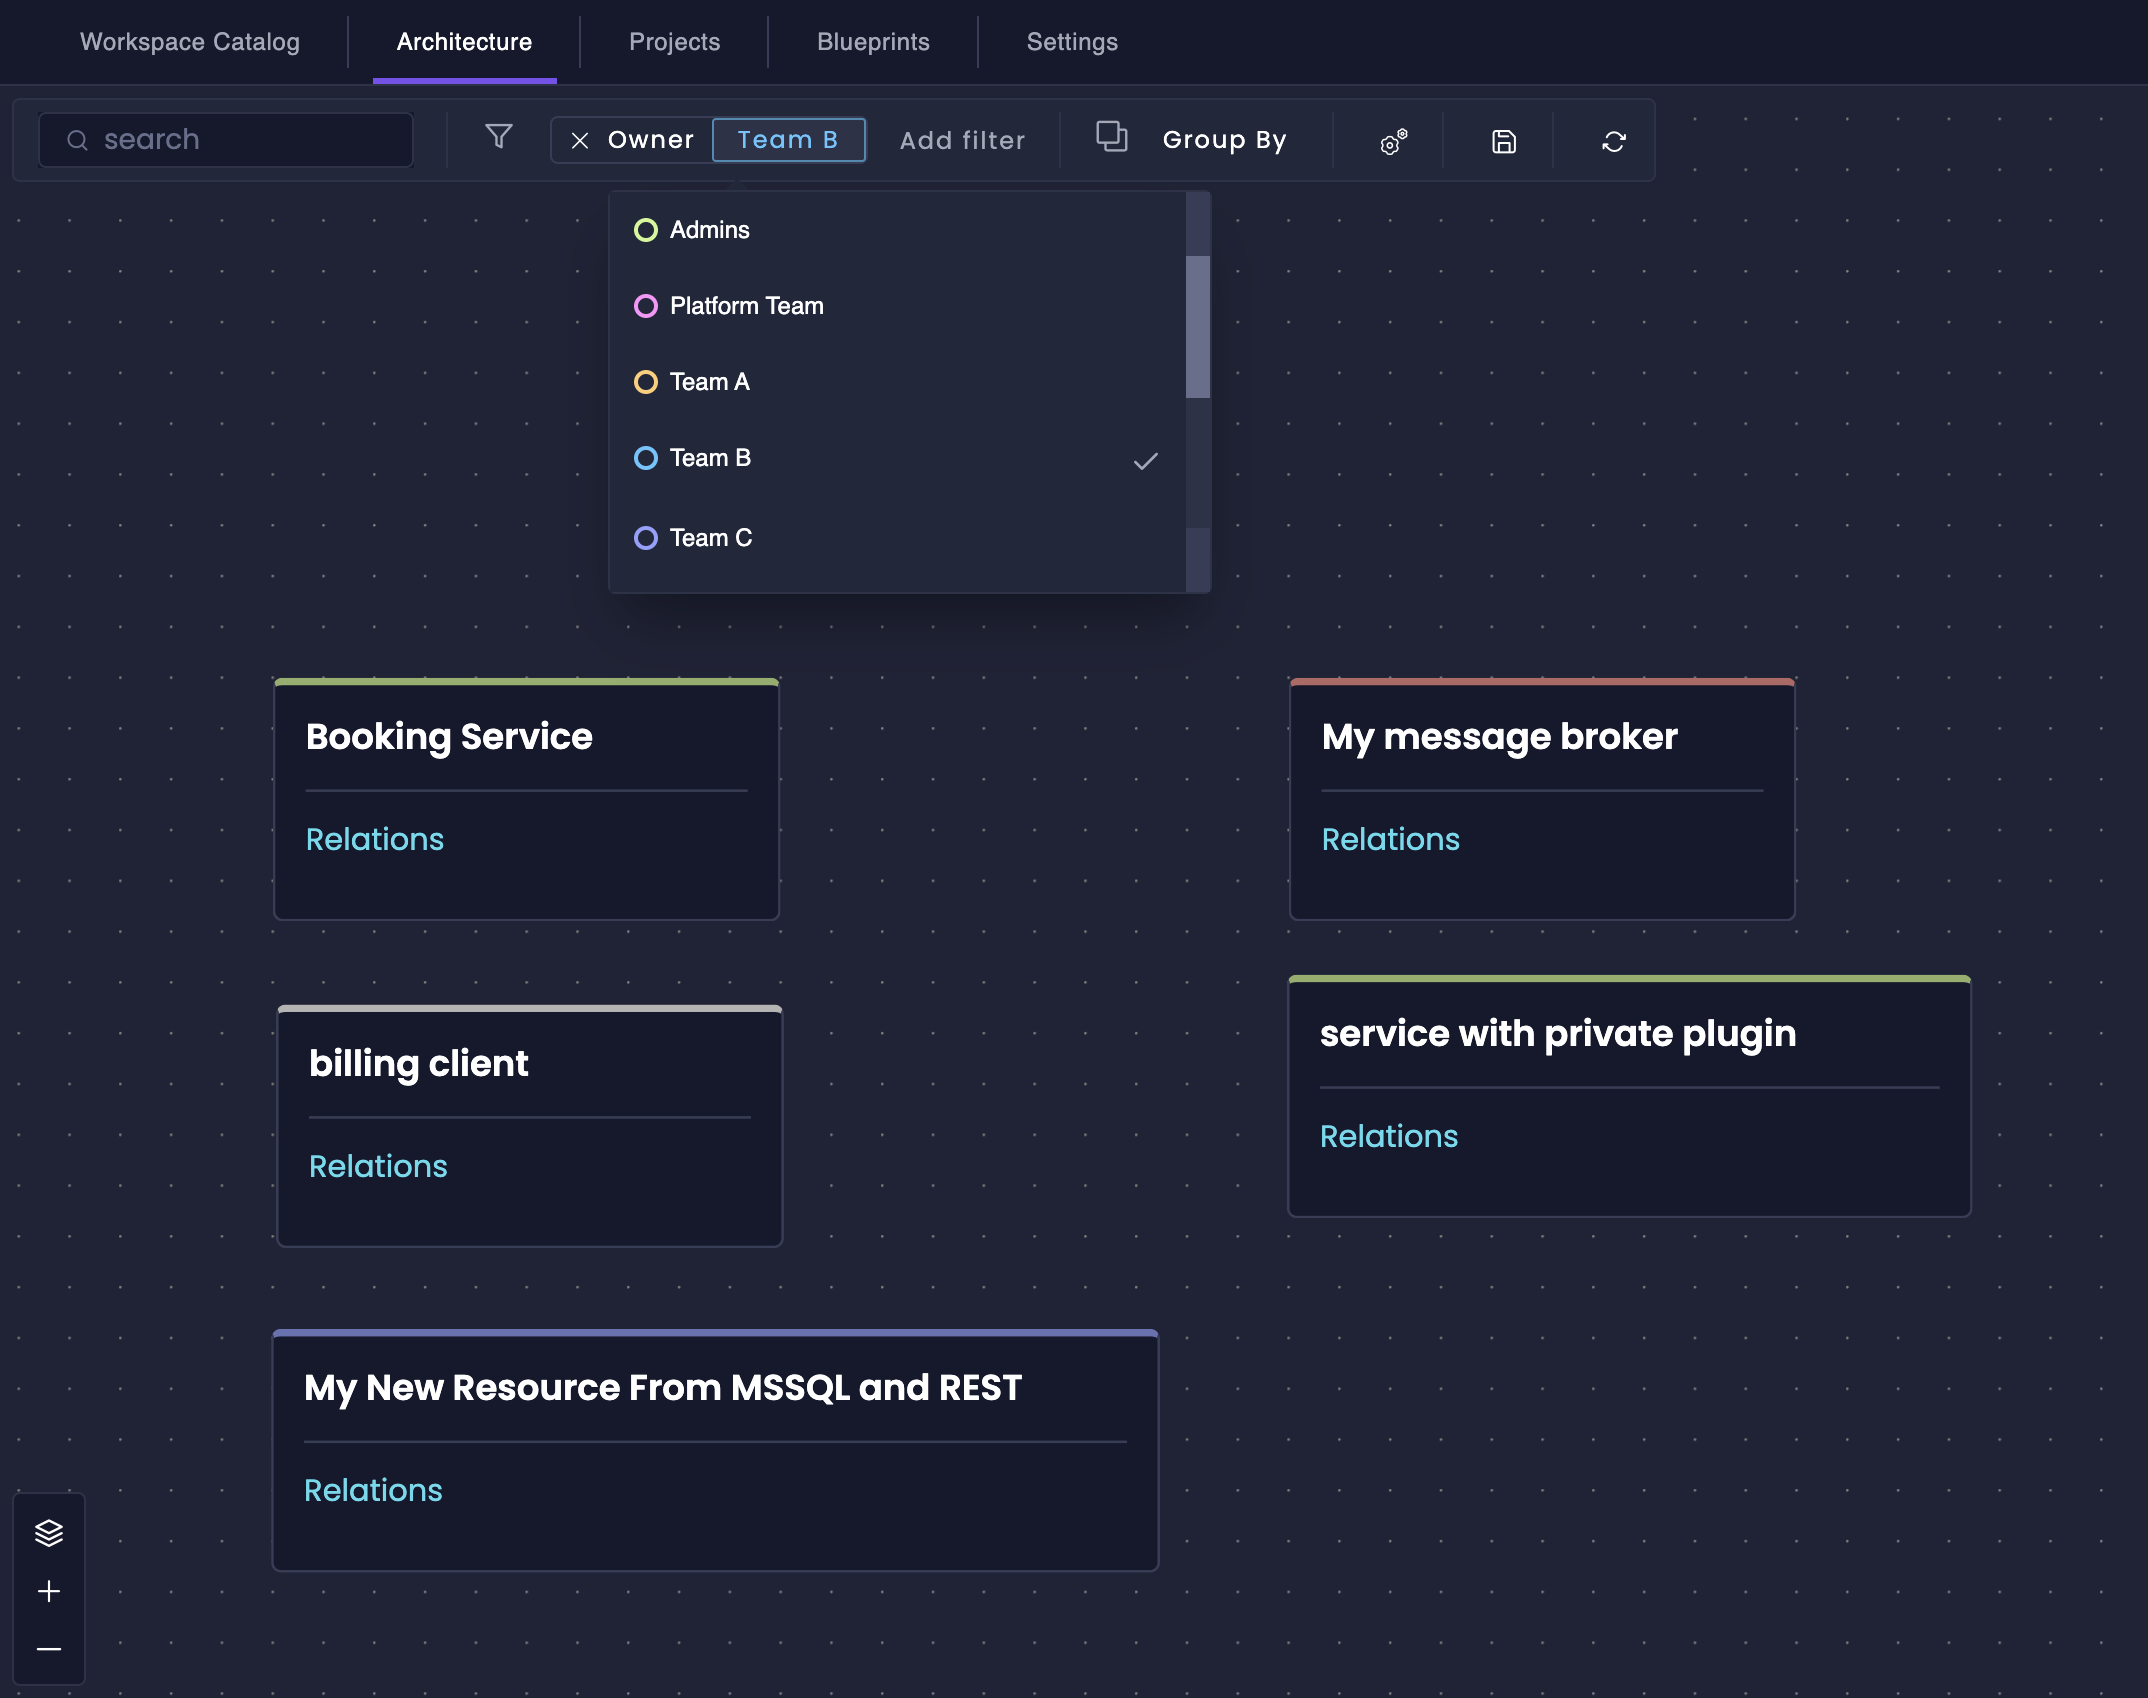 Workspace Catalog
Architecture
Projects
Blueprints
Settings
search
Owner
Team B
Add filter
Group By
Admins
Platform Team
Team A
Team B
Team C
Booking Service
Relations
My message broker
Relations
billing client
Relations
service with private plugin
Relations
My New Resource From MSSQL and REST
Relations